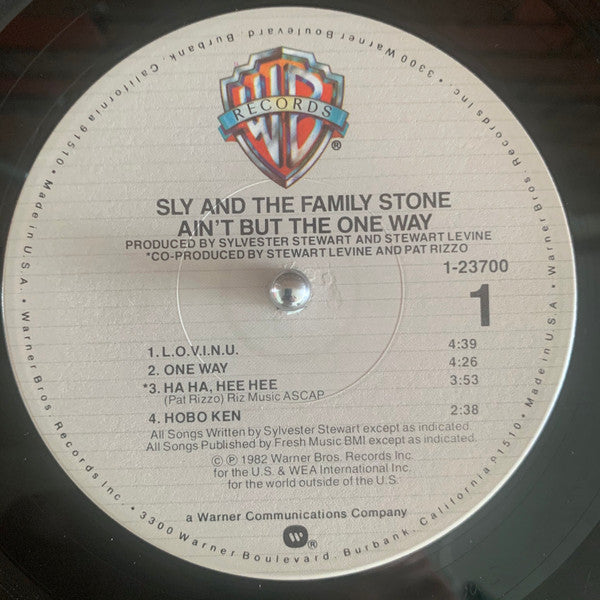 WB
RECORDS
®
SLY AND THE FAMILY STONE
AIN'T BUT THE ONE WAY
PRODUCED BY SYLVESTER STEWART AND STEWART LEVINE
*CO-PRODUCED BY STEWART LEVINE AND PAT RIZZO
1-23700
1
1. L.O.V.I.N.U. 4:39
2. ONE WAY 4:26
*3. HA HA, HEE HEE 3:53
(Pat Rizzo) Riz Music ASCAP
4. HOBO KEN 2:38
All Songs Written by Sylvester Stewart except as indicated.
All Songs Published by Fresh Music BMI except as indicated.
© ℗ 1982 Warner Bros. Records Inc.
for the U.S. & WEA International Inc.
for the world outside of the U.S.
a Warner Communications Company
W ®
Made in U.S.A. • Warner Bros. Records Inc. • 3300 Warner Boulevard, Burbank, California 91510 • Made in U.S.A. • Warner Bros. Records Inc. • 3300 Warner Boulevard, Burbank, California 91510 •